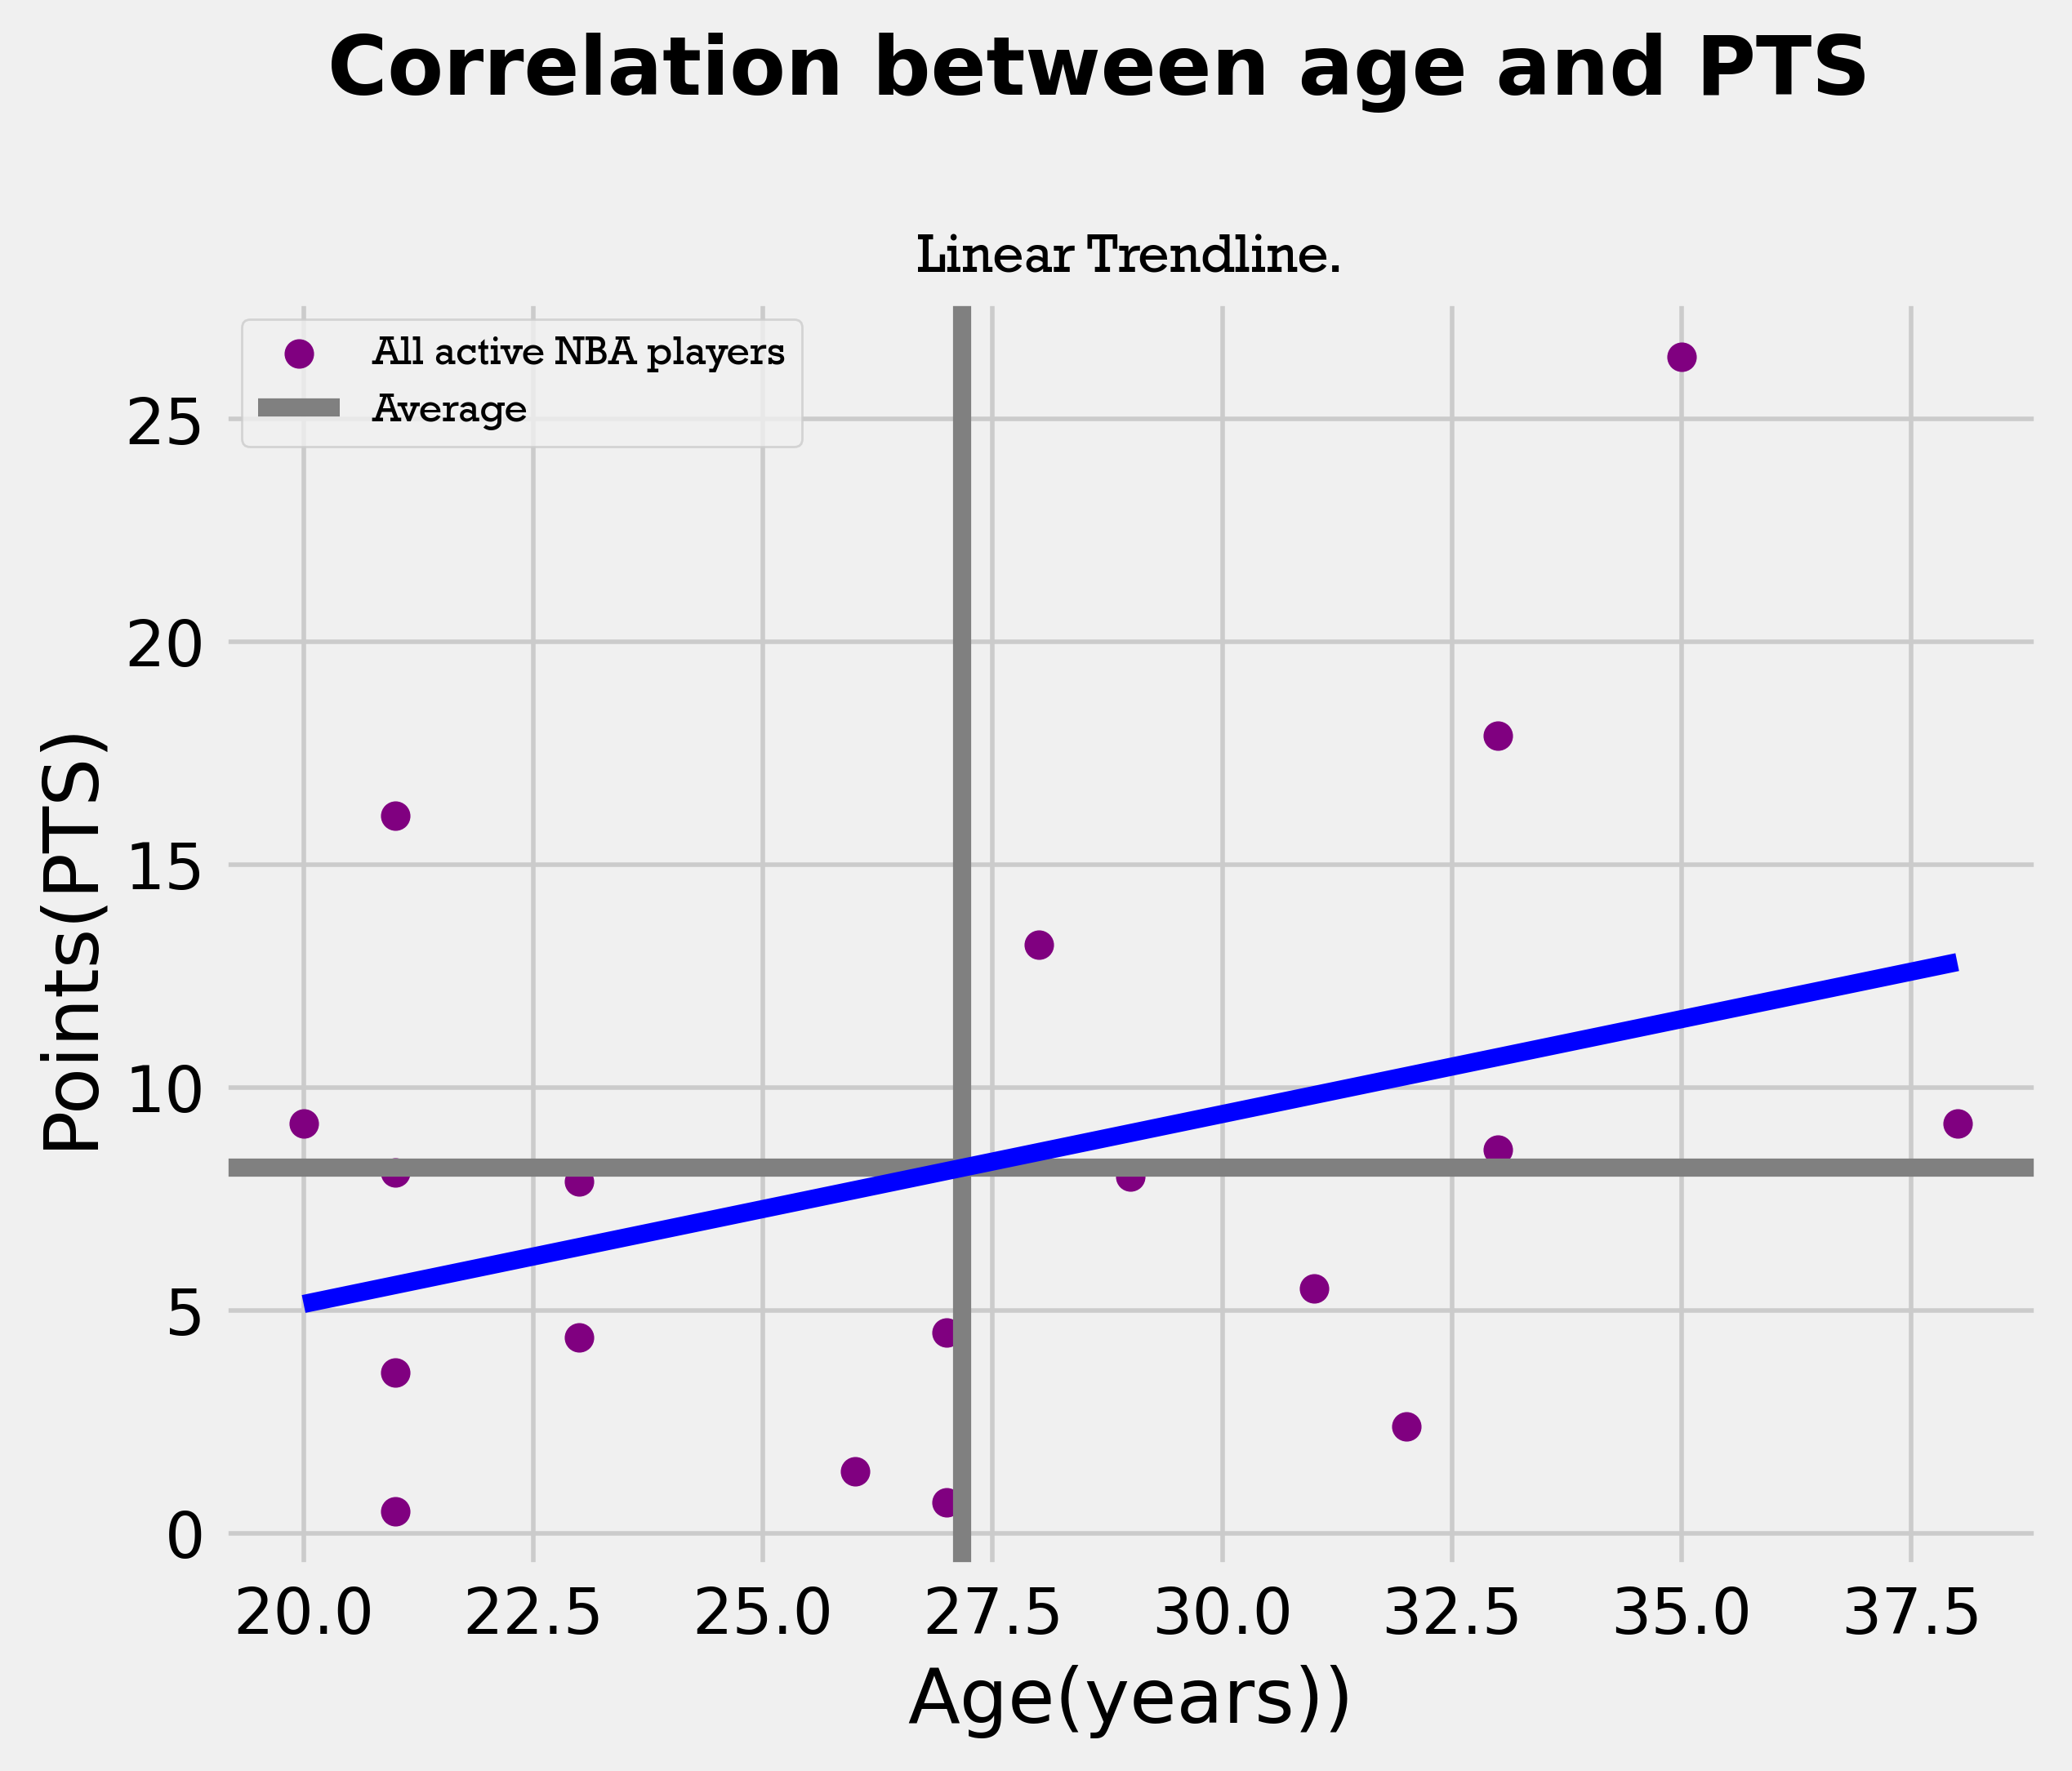 Correlation between age and PTS
Linear Trendline.
All active NBA players
Average
Points(PTS)
25
20
15
10
5
0
20.0 22.5 25.0 27.5 30.0 32.5 35.0 37.5
Age(years))